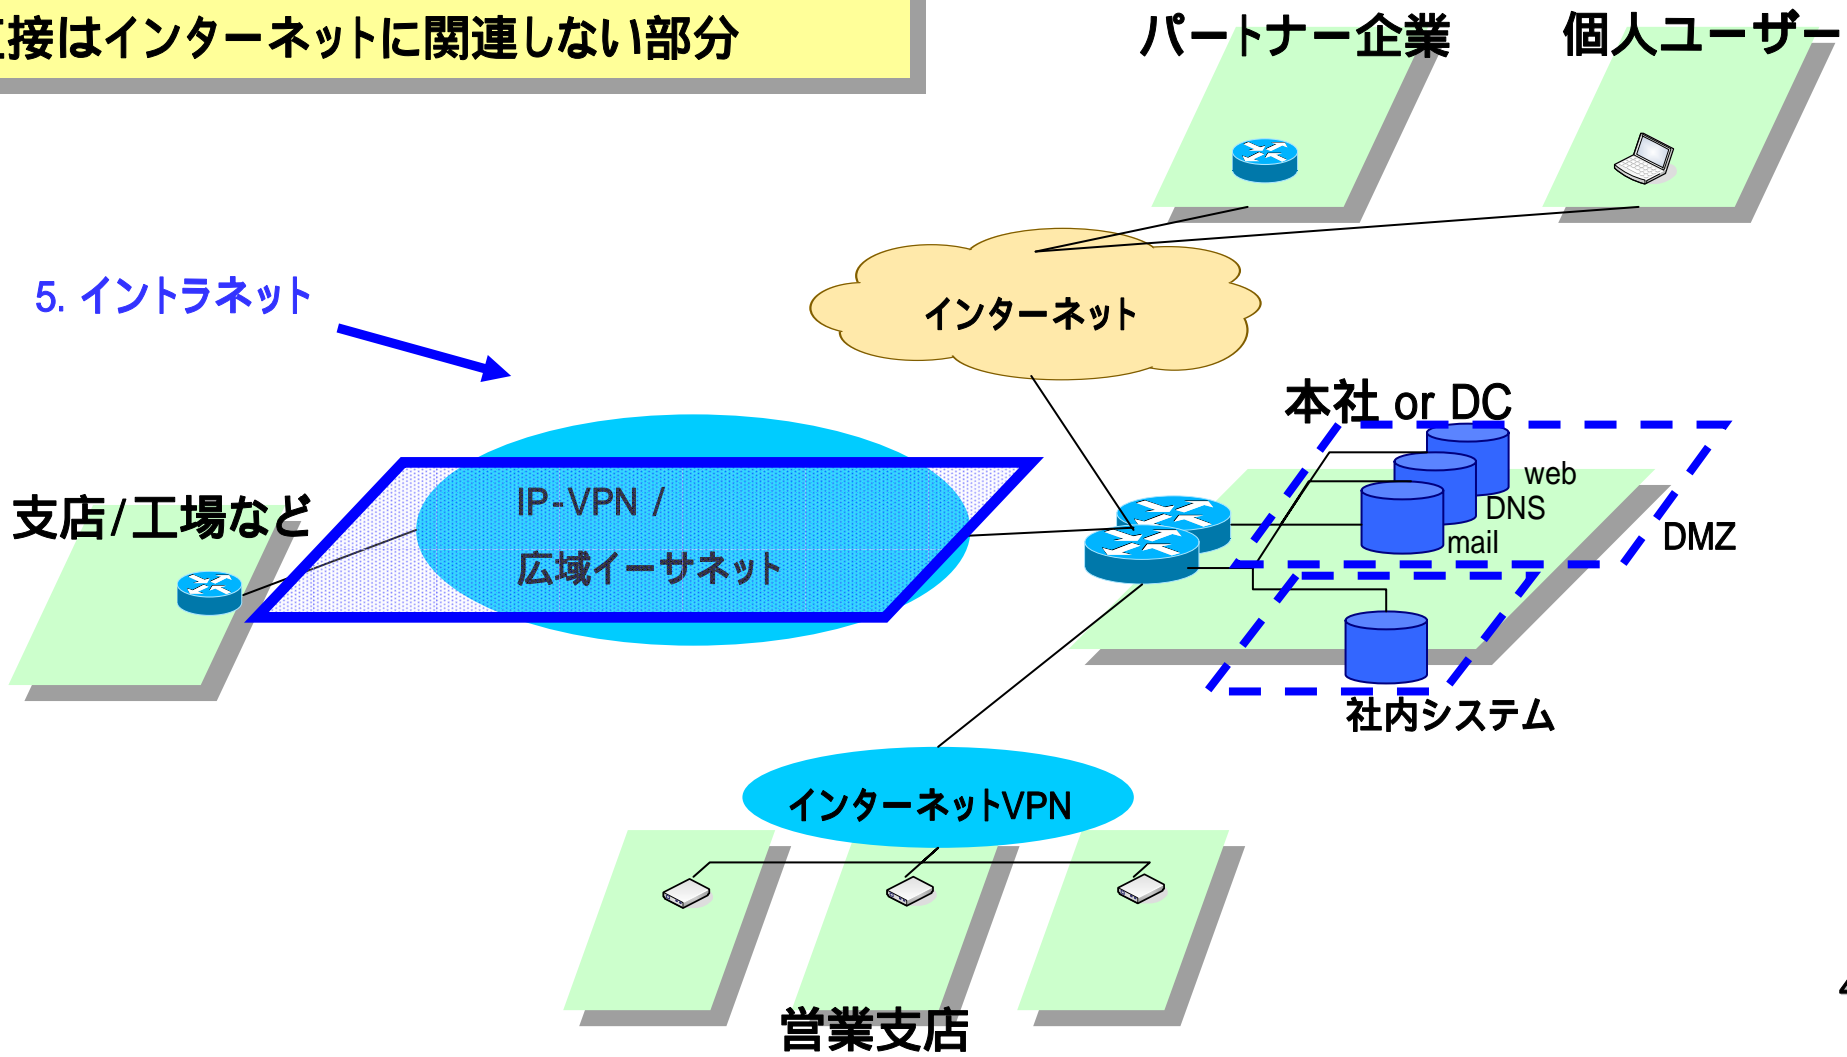 接はインターネットに関連しない部分
パートナー企業
個人ユーザー
5. イントラネット
インターネット
本社 or DC
web
DNS
mail
DMZ
支店/工場など
IP-VPN /
広域イーサネット
社内システム
インターネットVPN
営業支店